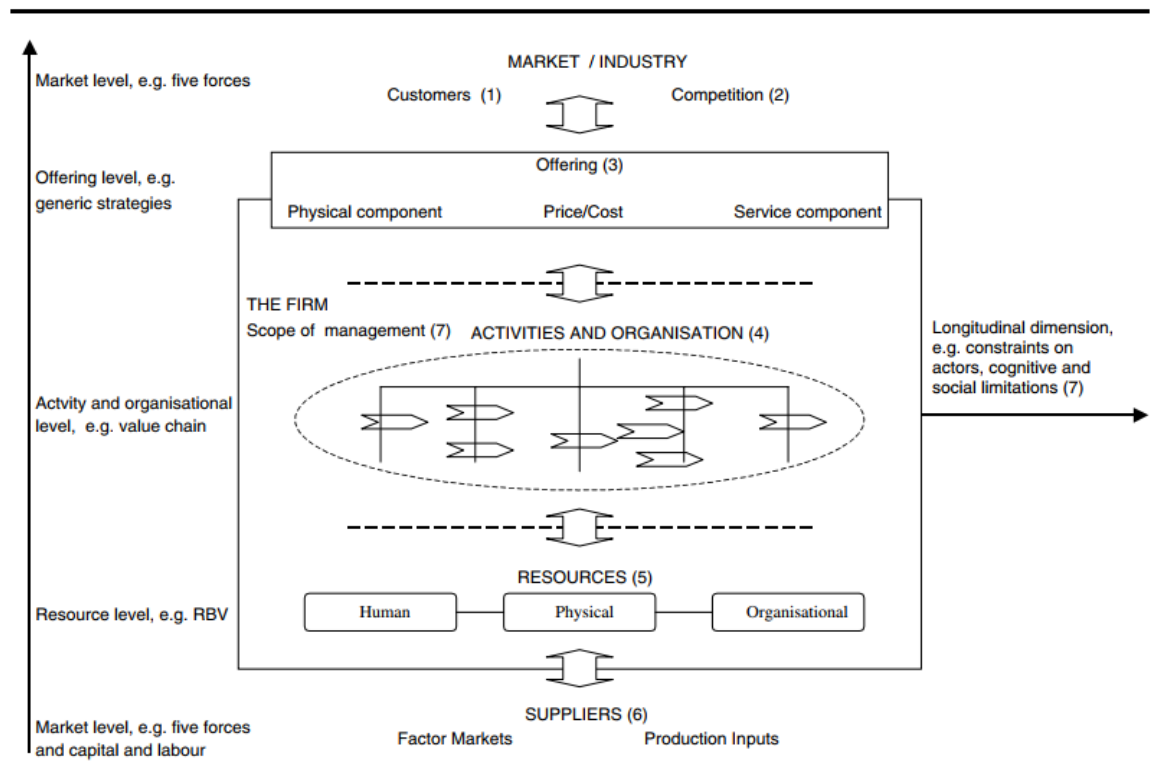 MARKET / INDUSTRY
Market level, e.g. five forces
Customers (1)
Competition (2)
Offering (3)
Offering level, e.g.
generic strategies
Physical component
Price/Cost
Service component
THE FIRM
Scope of management (7)
ACTIVITIES AND ORGANISATION (4)
Longitudinal dimension,
e.g. constraints on
actors, cognitive and
social limitations (7)
Actvity and organisational
level, e.g. value chain
RESOURCES (5)
Resource level, e.g. RBV
Human
Physical
Organisational
SUPPLIERS (6)
Market level, e.g. five forces
and capital and labour
Factor Markets
Production Inputs